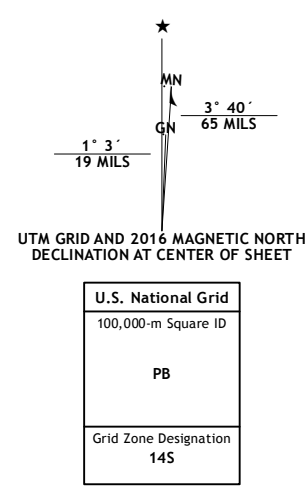 ★
MN
GN
3° 40´
65 MILS
1° 3´
19 MILS
UTM GRID AND 2016 MAGNETIC NORTH
DECLINATION AT CENTER OF SHEET
U.S. National Grid
100,000-m Square ID
PB
Grid Zone Designation
14S